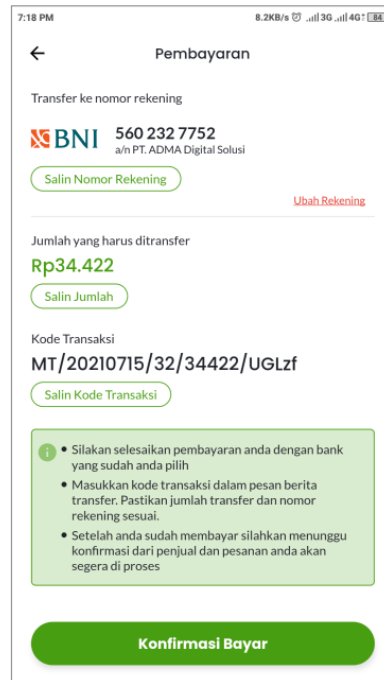 7:18 PM 8.2KB/s 3G 4G 84
Pembayaran
Transfer ke nomor rekening
BNI 560 232 7752
a/n PT. ADMA Digital Solusi
Salin Nomor Rekening
Ubah Rekening
Jumlah yang harus ditransfer
Rp34.422
Salin Jumlah
Kode Transaksi
MT/20210715/32/34422/UGLzf
Salin Kode Transaksi
• Silakan selesaikan pembayaran anda dengan bank
yang sudah anda pilih
• Masukkan kode transaksi dalam pesan berita
transfer. Pastikan jumlah transfer dan nomor
rekening sesuai.
• Setelah anda sudah membayar silahkan menunggu
konfirmasi dari penjual dan pesanan anda akan
segera di proses
Konfirmasi Bayar